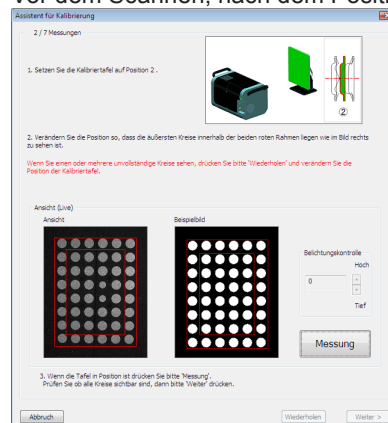 Vor dem Scannen, nach dem Positi
Assistent für Kalibrierung
2 / 7 Messungen
1. Setzen Sie die Kalibriertafel auf Position 2 .
②
2. Verändern Sie die Position so, dass die äußersten Kreise innerhalb der beiden roten Rahmen liegen wie im Bild rechts
zu sehen ist.
Wenn Sie einen oder mehrere unvollständige Kreise sehen, drücken Sie bitte 'Wiederholen' und verändern Sie die
Position der Kalibriertafel.
Ansicht (Live)
Ansicht
Beispielbild
Belichtungskontrolle
Hoch
0
Tief
Messung
3. Wenn die Tafel in Position ist drücken Sie bitte 'Messung'.
Prüfen Sie ob alle Kreise sichtbar sind, dann bitte 'Weiter' drücken.
Abbruch
Wiederholen
Weiter >